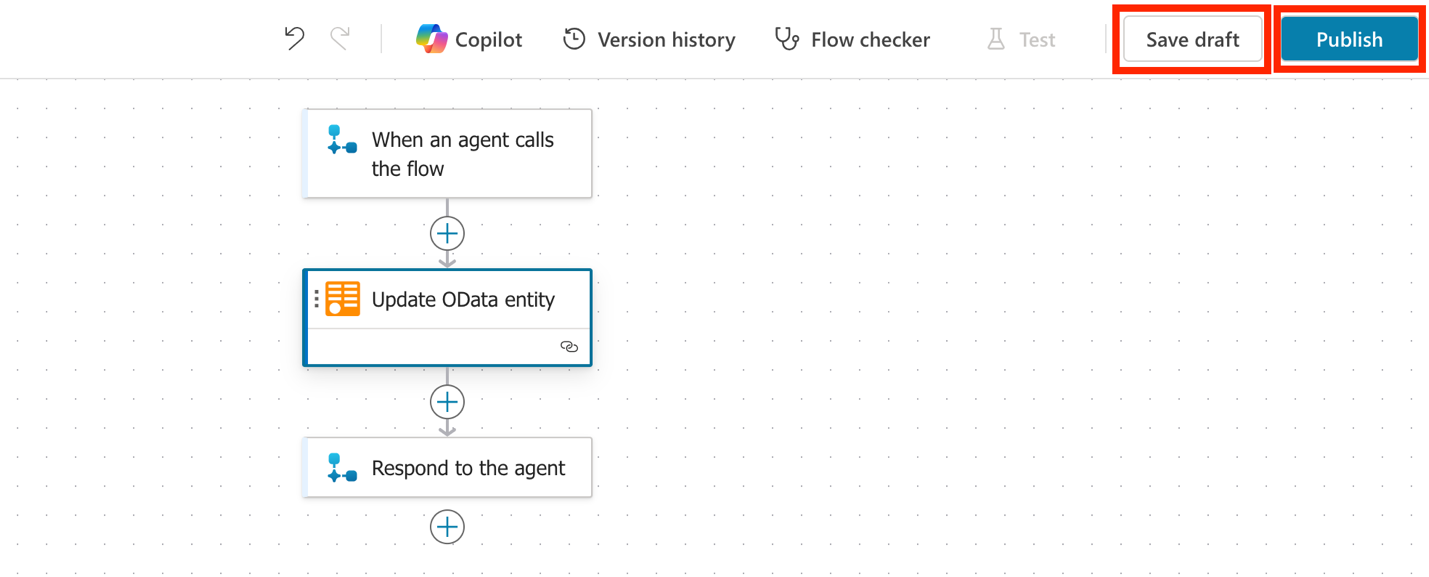 Copilot
Version history
Flow checker
Test
Save draft
Publish
When an agent calls
the flow
Update OData entity
Respond to the agent